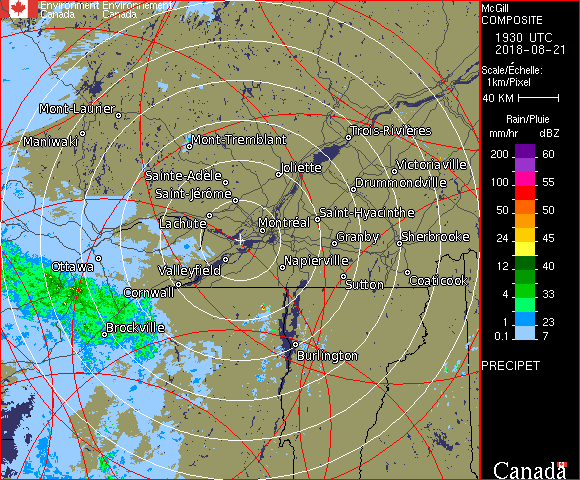 Environment Environnement
Canada Canada
Mont-Laurier
Maniwaki
Mont-Tremblant
Trois-Rivières
Joliette
Victoriaville
Sainte-Adèle
Drummondville
Saint-Jérôme
Lachute
Saint-Hyacinthe
Montréal
Granby
Sherbrooke
Ottawa
Valleyfield
Napierville
Cornwall
Sutton
Coaticook
Brockville
Burlington
McGill
COMPOSITE
1930 UTC
2018-08-21
Scale/Échelle:
1km/Pixel
40 KM
Rain/Pluie
mm/hr dBZ
200 60
150 57
100 55
50 50
24 45
12 40
4 33
1 23
0.1 7
PRECIPET
Canada